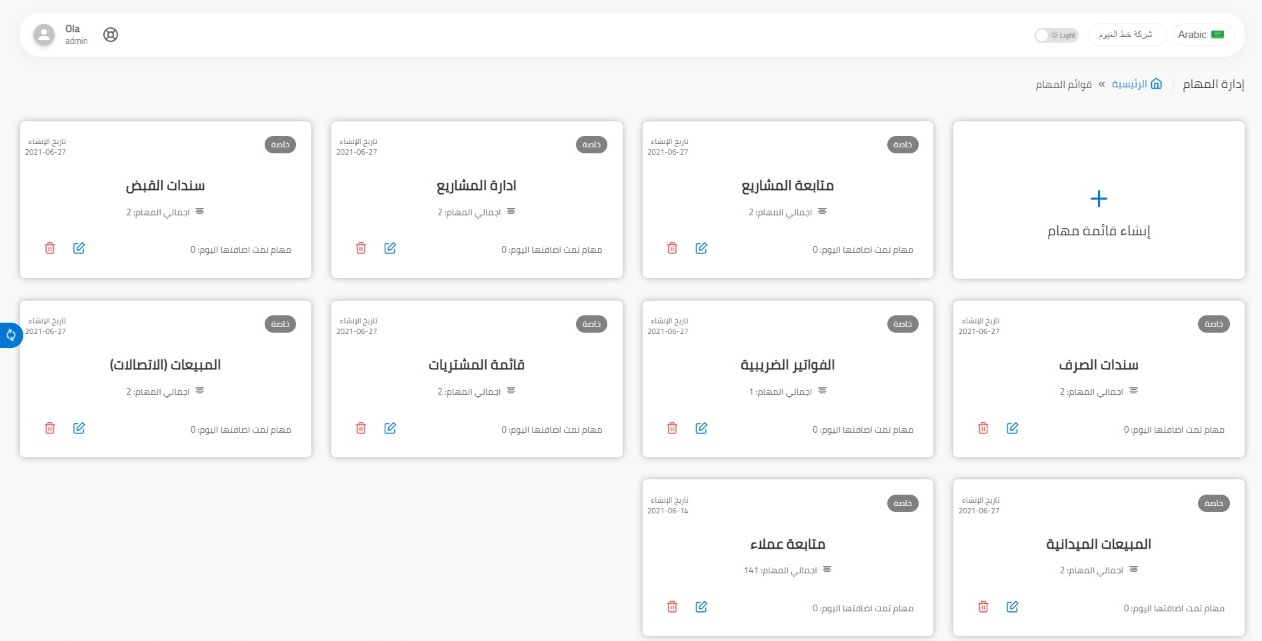 Arabic
شركة خط الغيوم
Light
Ola
admin
إدارة المهام
الرئيسية » قوائم المهام
إنشاء قائمة مهام
خاصة
تاريخ الإنشاء
2021-06-27
متابعة المشاريع
اجمالي المهام: 2
مهام تمت اضافتها اليوم: 0
خاصة
تاريخ الإنشاء
2021-06-27
ادارة المشاريع
اجمالي المهام: 2
مهام تمت اضافتها اليوم: 0
خاصة
تاريخ الإنشاء
2021-06-27
سندات القبض
اجمالي المهام: 2
مهام تمت اضافتها اليوم: 0
خاصة
تاريخ الإنشاء
2021-06-27
سندات الصرف
اجمالي المهام: 2
مهام تمت اضافتها اليوم: 0
خاصة
تاريخ الإنشاء
2021-06-27
الفواتير الضريبية
اجمالي المهام: 1
مهام تمت اضافتها اليوم: 0
خاصة
تاريخ الإنشاء
2021-06-27
قائمة المشتريات
اجمالي المهام: 2
مهام تمت اضافتها اليوم: 0
خاصة
تاريخ الإنشاء
2021-06-27
المبيعات (الاتصالات)
اجمالي المهام: 2
مهام تمت اضافتها اليوم: 0
خاصة
تاريخ الإنشاء
2021-06-27
المبيعات الميدانية
اجمالي المهام: 2
مهام تمت اضافتها اليوم: 0
خاصة
تاريخ الإنشاء
2021-06-14
متابعة عملاء
اجمالي المهام: 141
مهام تمت اضافتها اليوم: 0